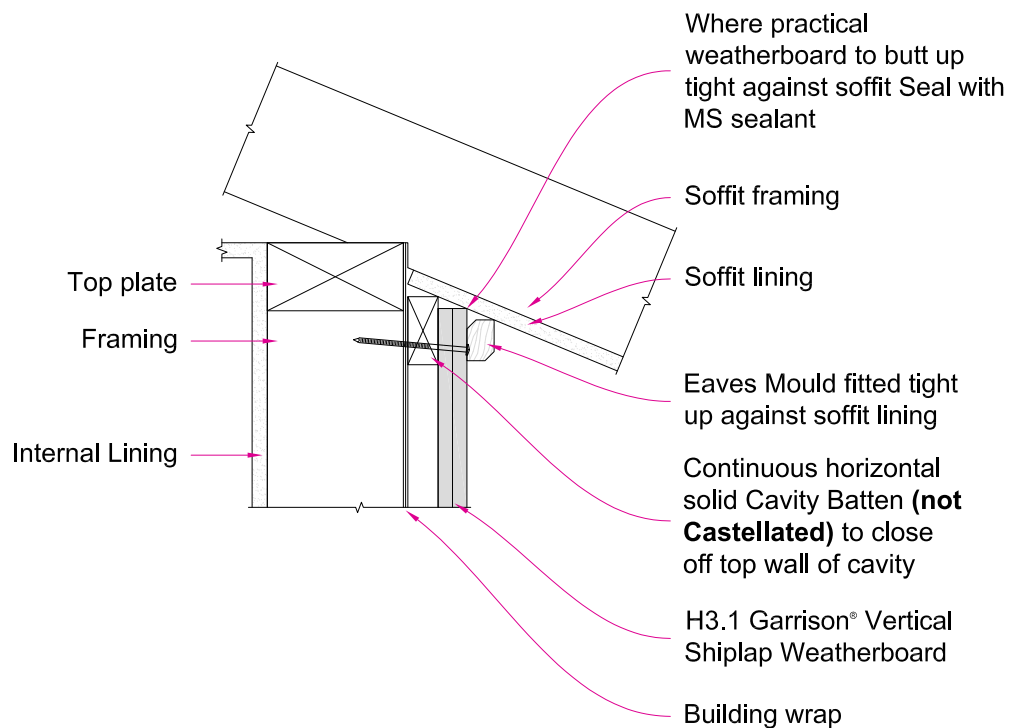 Where practical
weatherboard to butt up
tight against soffit Seal with
MS sealant
Soffit framing
Soffit lining
Top plate
Framing
Internal Lining
Eaves Mould fitted tight
up against soffit lining
Continuous horizontal
solid Cavity Batten (not
Castellated) to close
off top wall of cavity
H3.1 Garrison® Vertical
Shiplap Weatherboard
Building wrap